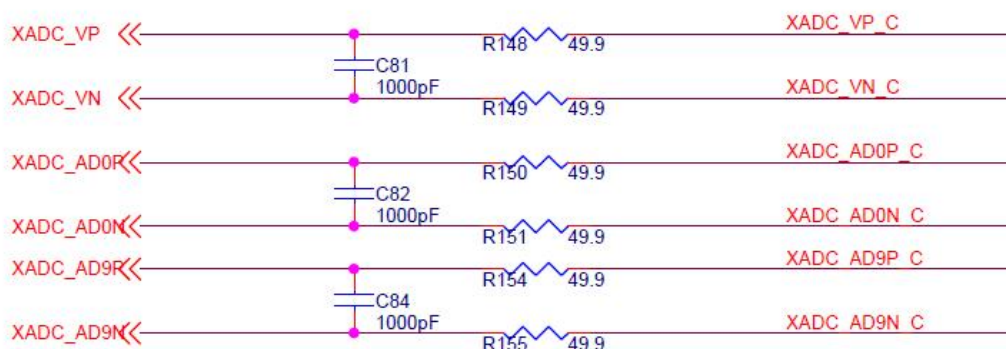 XADC_VP
R148 49.9
XADC_VP_C
C81
1000pF
XADC_VN
R149 49.9
XADC_VN_C
XADC_AD0P
R150 49.9
XADC_AD0P_C
C82
1000pF
XADC_AD0N
R151 49.9
XADC_AD0N_C
XADC_AD9P
R154 49.9
XADC_AD9P_C
C84
1000pF
XADC_AD9N
R155 49.9
XADC_AD9N_C